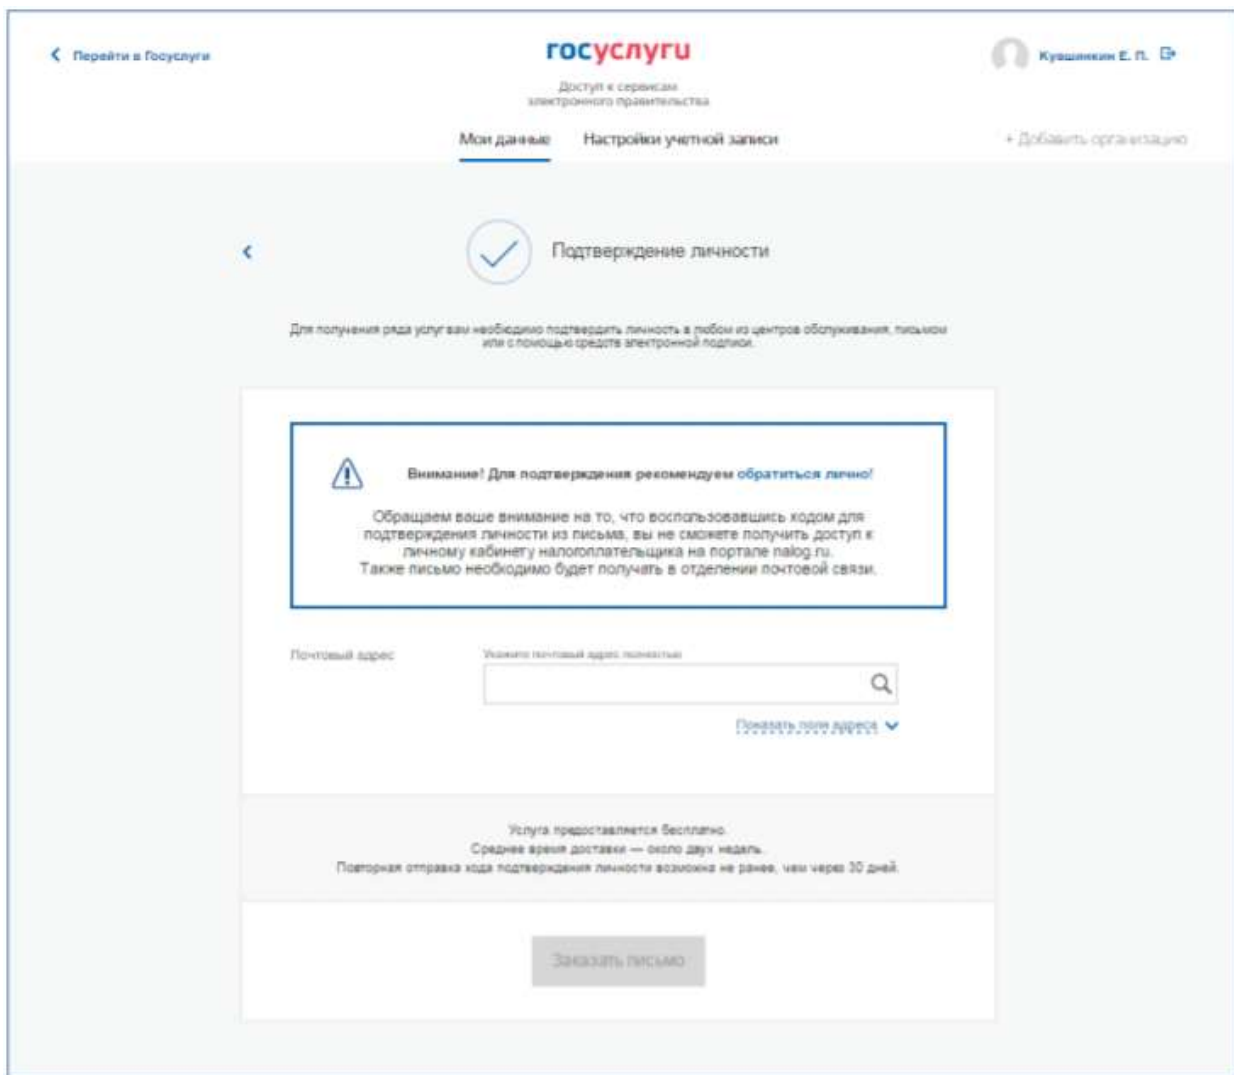 Перейти в Госуслуги
госуслуги
Кувшинкин Е. П.
Доступ к сервисам
электронного правительства
Мои данные
Настройки учетной записи
+ Добавить организацию
Подтверждение личности
Для получения ряда услуг вам необходимо подтвердить личность в любом из центров обслуживания, письмом
или с помощью средств электронной подписи.
Внимание! Для подтверждения рекомендуем обратиться лично!
Обращаем ваше внимание на то, что воспользовавшись кодом для
подтверждения личности из письма, вы не сможете получить доступ к
личному кабинету налогоплательщика на портале nalog.ru.
Также письмо необходимо будет получать в отделении почтовой связи.
Почтовый адрес
Укажите почтовый адрес полностью
Показать поля адреса
Услуга предоставляется бесплатно.
Среднее время доставки — около двух недель.
Повторная отправка кода подтверждения личности возможна не ранее, чем через 30 дней.
Заказать письмо